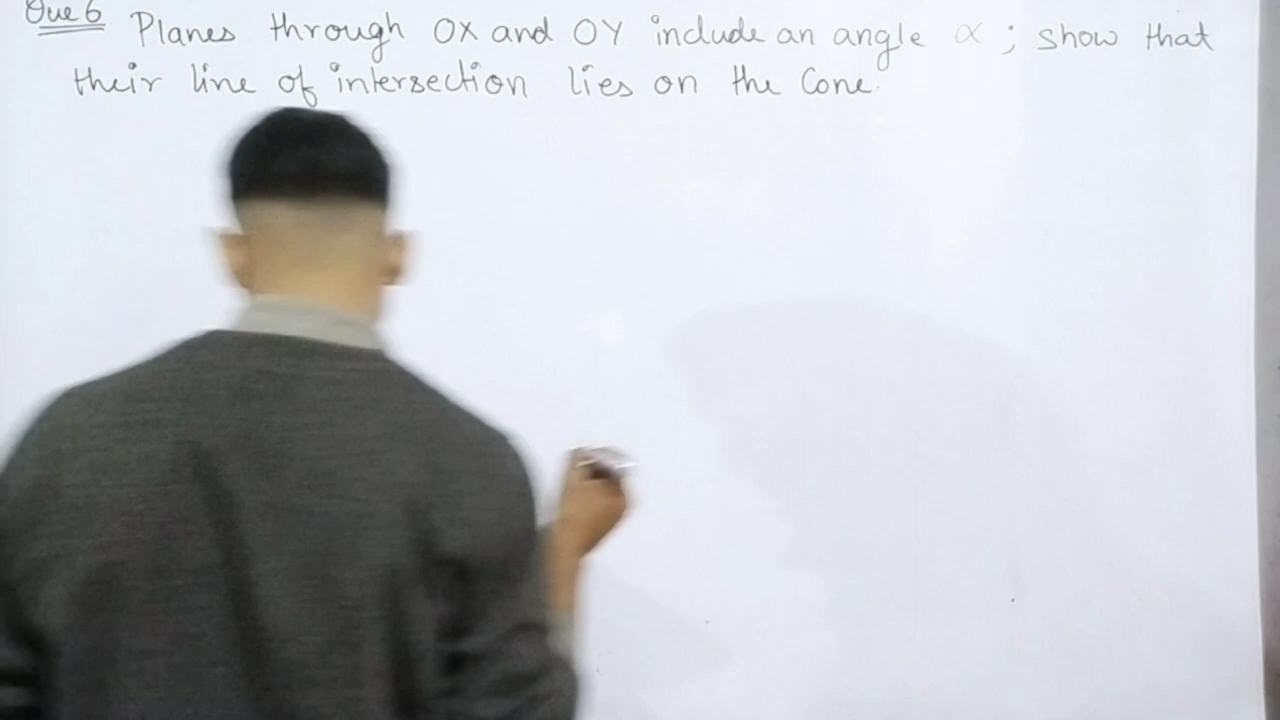 Que 6 Planes through OX and OY include an angle α ; show that
their line of intersection lies on the Cone.